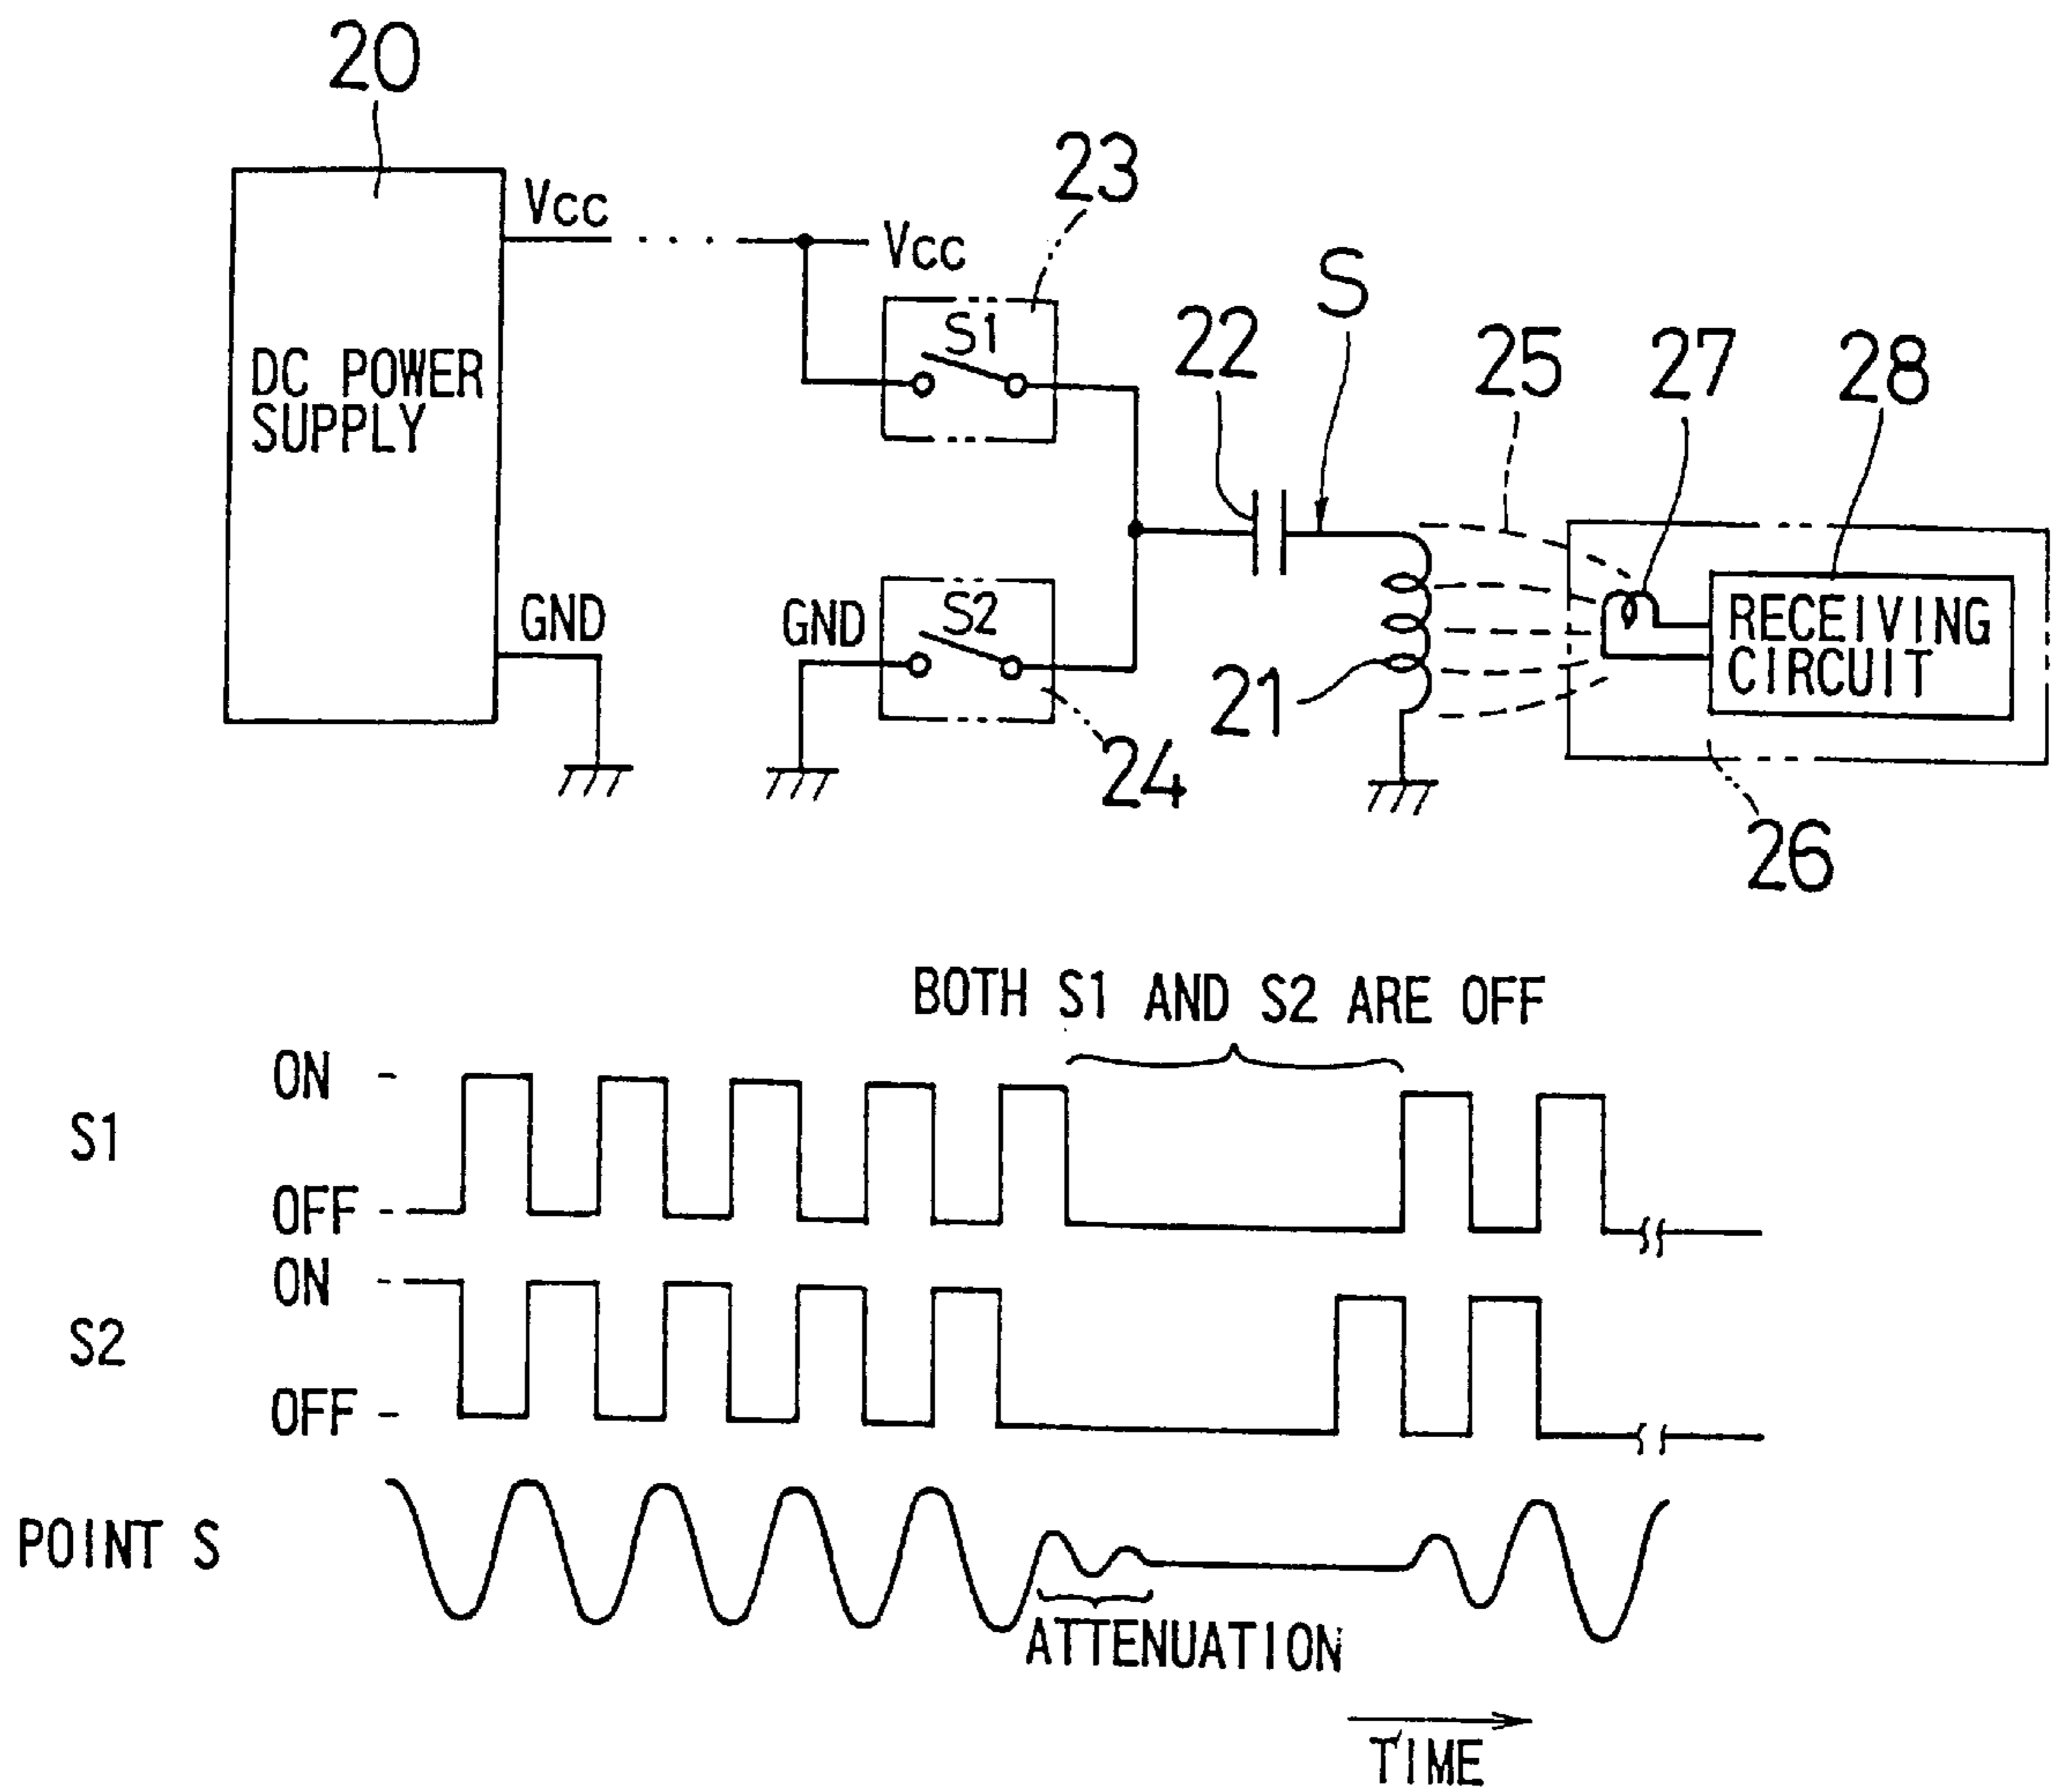 20
Vcc
DC POWER
SUPPLY
GND
23
Vcc
S1
GND
S2
24
22
S
21
25
27
28
RECEIVING
CIRCUIT
26
BOTH S1 AND S2 ARE OFF
S1
ON
OFF
S2
ON
OFF
POINT S
ATTENUATION
TIME